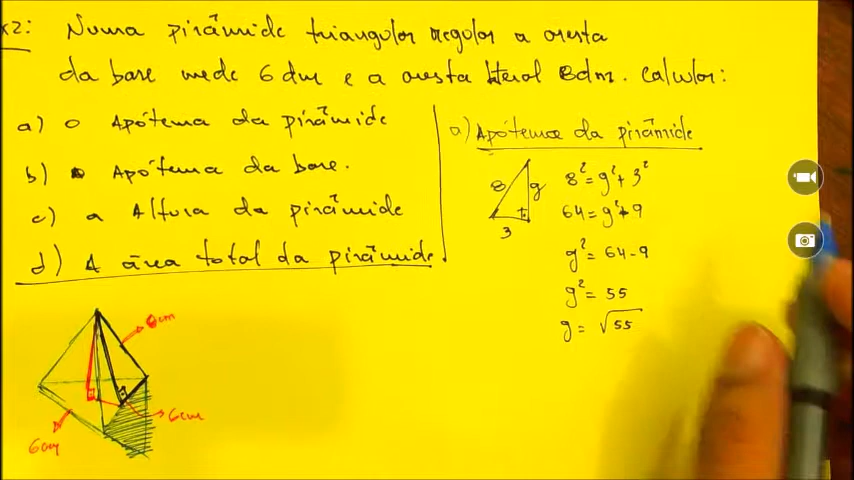 x2: Numa pirâmide triangular regular a aresta
da base mede 6 dm e a aresta lateral 8dm. Calcular:
a) o Apótema da pirâmide
b) o Apótema da base.
c) a Altura da pirâmide
d) A área total da pirâmide.
a) Apótema da pirâmide
8 g
3
8² = g² + 3²
64 = g² + 9
g² = 64 - 9
g² = 55
g = √55
cm
6cm
6cm